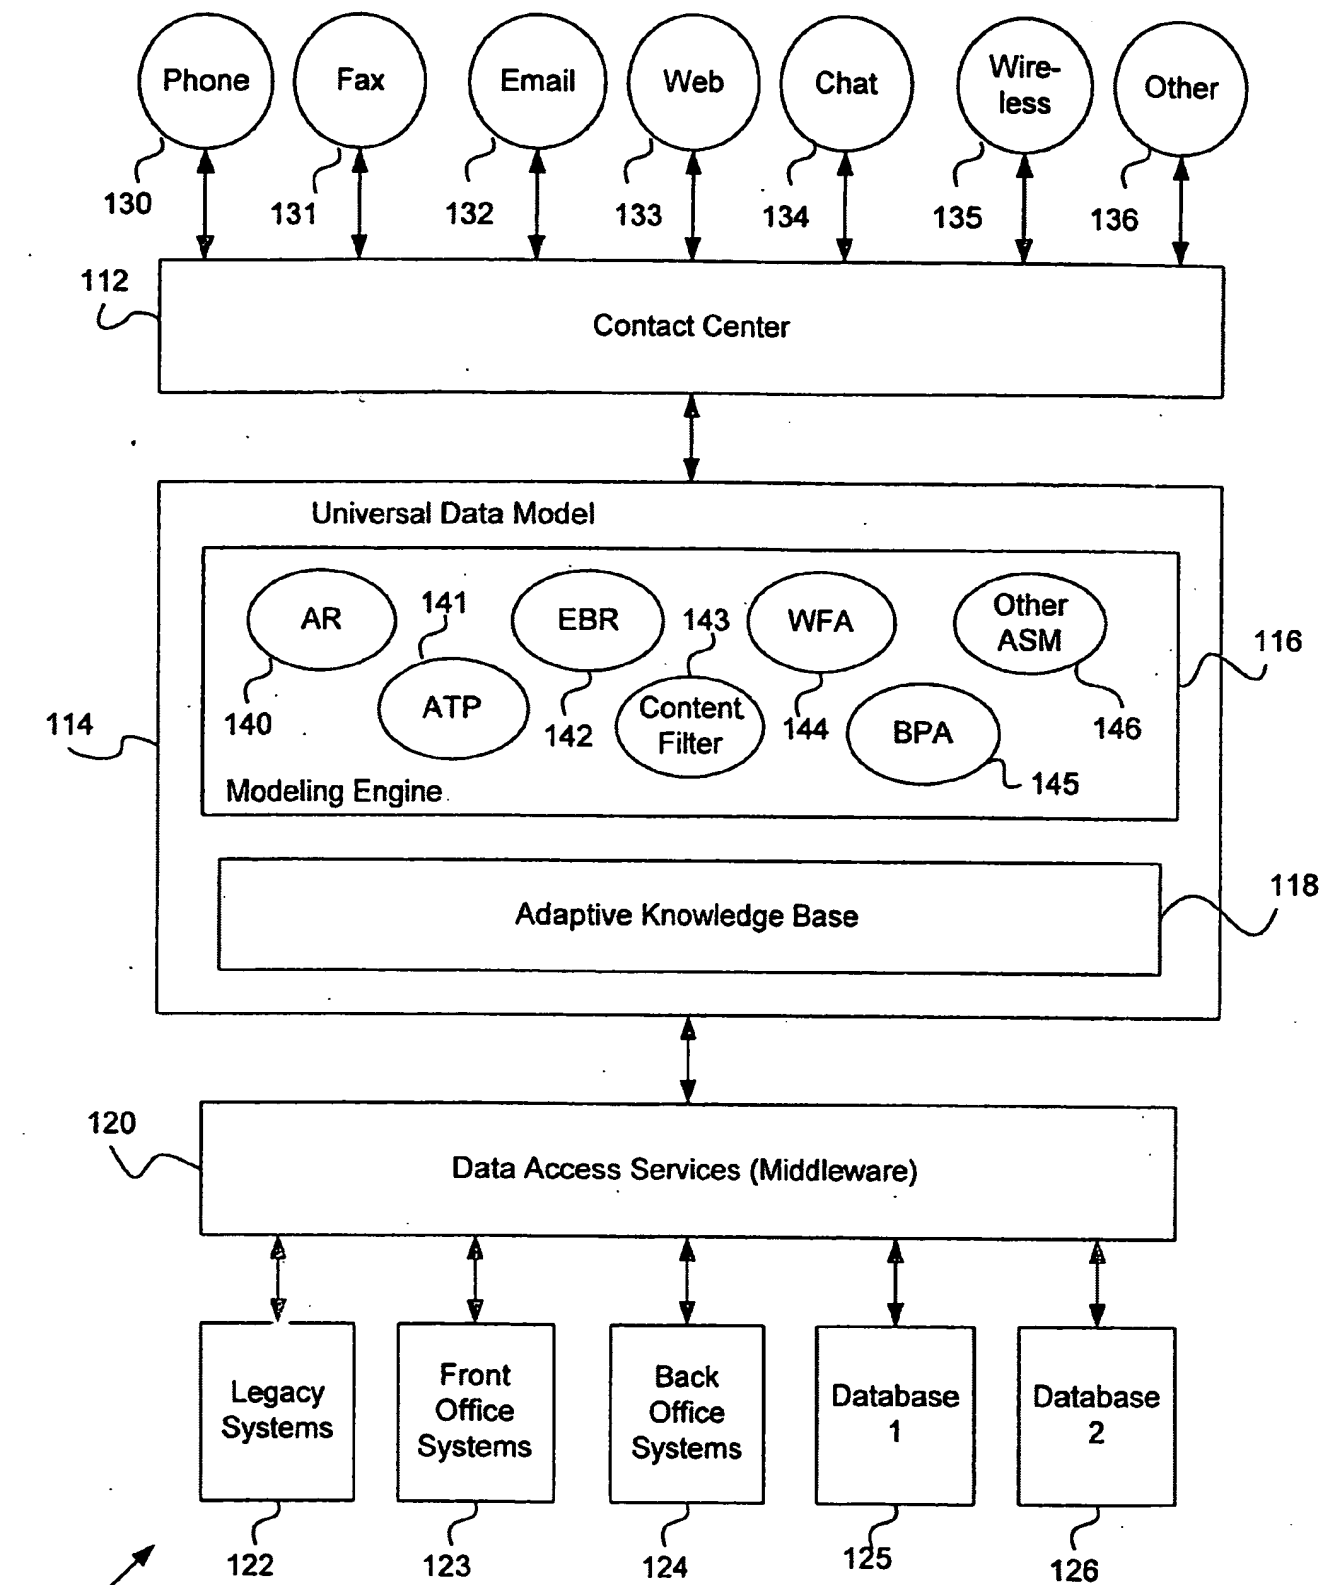 Phone
Fax
Email
Web
Chat
Wire-
less
Other
130
131
132
133
134
135
136
112
Contact Center
Universal Data Model
AR
141
EBR
143
WFA
Other
ASM
116
140
ATP
142
Content
Filter
144
BPA
146
114
145
Modeling Engine
118
Adaptive Knowledge Base
120
Data Access Services (Middleware)
Legacy
Systems
Front
Office
Systems
Back
Office
Systems
Database
1
Database
2
122
123
124
125
126